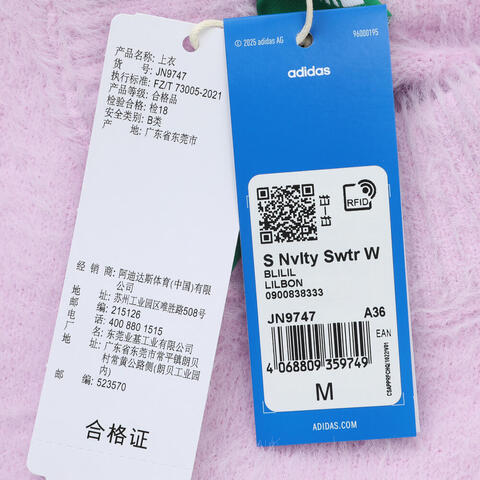 产品名称: 上衣
货 号: JN9747
执行标准: FZ/T 73005-2021
产品等级: 合格品
检验合格: 检18
安全类别: B类
产 地: 广东省东莞市
经 销 商: 阿迪达斯体育(中国)有限
公司
地 址: 苏州工业园区唯胜路508号
邮 编: 215126
电 话: 400 880 1515
制 造 商: 东莞业基工业有限公司
地 址: 广东省东莞市常平镇朗贝
村常黄公路侧(朗贝工业园
内)
邮 编: 523570
合格证
© 2025 adidas AG
96000195
adidas
RFID
S Nvlty Swtr W
BLILIL
LILBON
0900838333
JN9747 A36
EAN
4 068809 359749
M
ADIDAS.COM